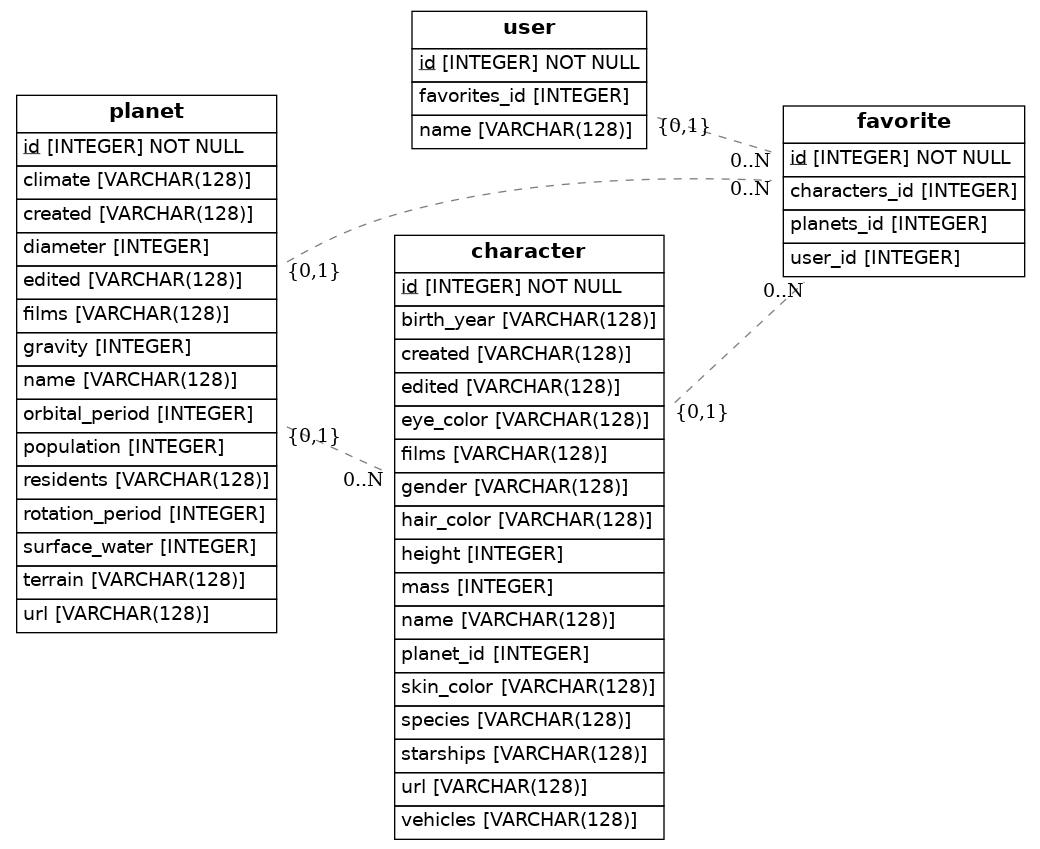 user
id [INTEGER] NOT NULL
favorites_id [INTEGER]
name [VARCHAR(128)]
{0,1}
0..N
planet
id [INTEGER] NOT NULL
climate [VARCHAR(128)]
created [VARCHAR(128)]
diameter [INTEGER]
edited [VARCHAR(128)]
films [VARCHAR(128)]
gravity [INTEGER]
name [VARCHAR(128)]
orbital_period [INTEGER]
population [INTEGER]
residents [VARCHAR(128)]
rotation_period [INTEGER]
surface_water [INTEGER]
terrain [VARCHAR(128)]
url [VARCHAR(128)]
{0,1}
0..N
{0,1}
0..N
favorite
id [INTEGER] NOT NULL
characters_id [INTEGER]
planets_id [INTEGER]
user_id [INTEGER]
0..N
{0,1}
character
id [INTEGER] NOT NULL
birth_year [VARCHAR(128)]
created [VARCHAR(128)]
edited [VARCHAR(128)]
eye_color [VARCHAR(128)]
films [VARCHAR(128)]
gender [VARCHAR(128)]
hair_color [VARCHAR(128)]
height [INTEGER]
mass [INTEGER]
name [VARCHAR(128)]
planet_id [INTEGER]
skin_color [VARCHAR(128)]
species [VARCHAR(128)]
starships [VARCHAR(128)]
url [VARCHAR(128)]
vehicles [VARCHAR(128)]